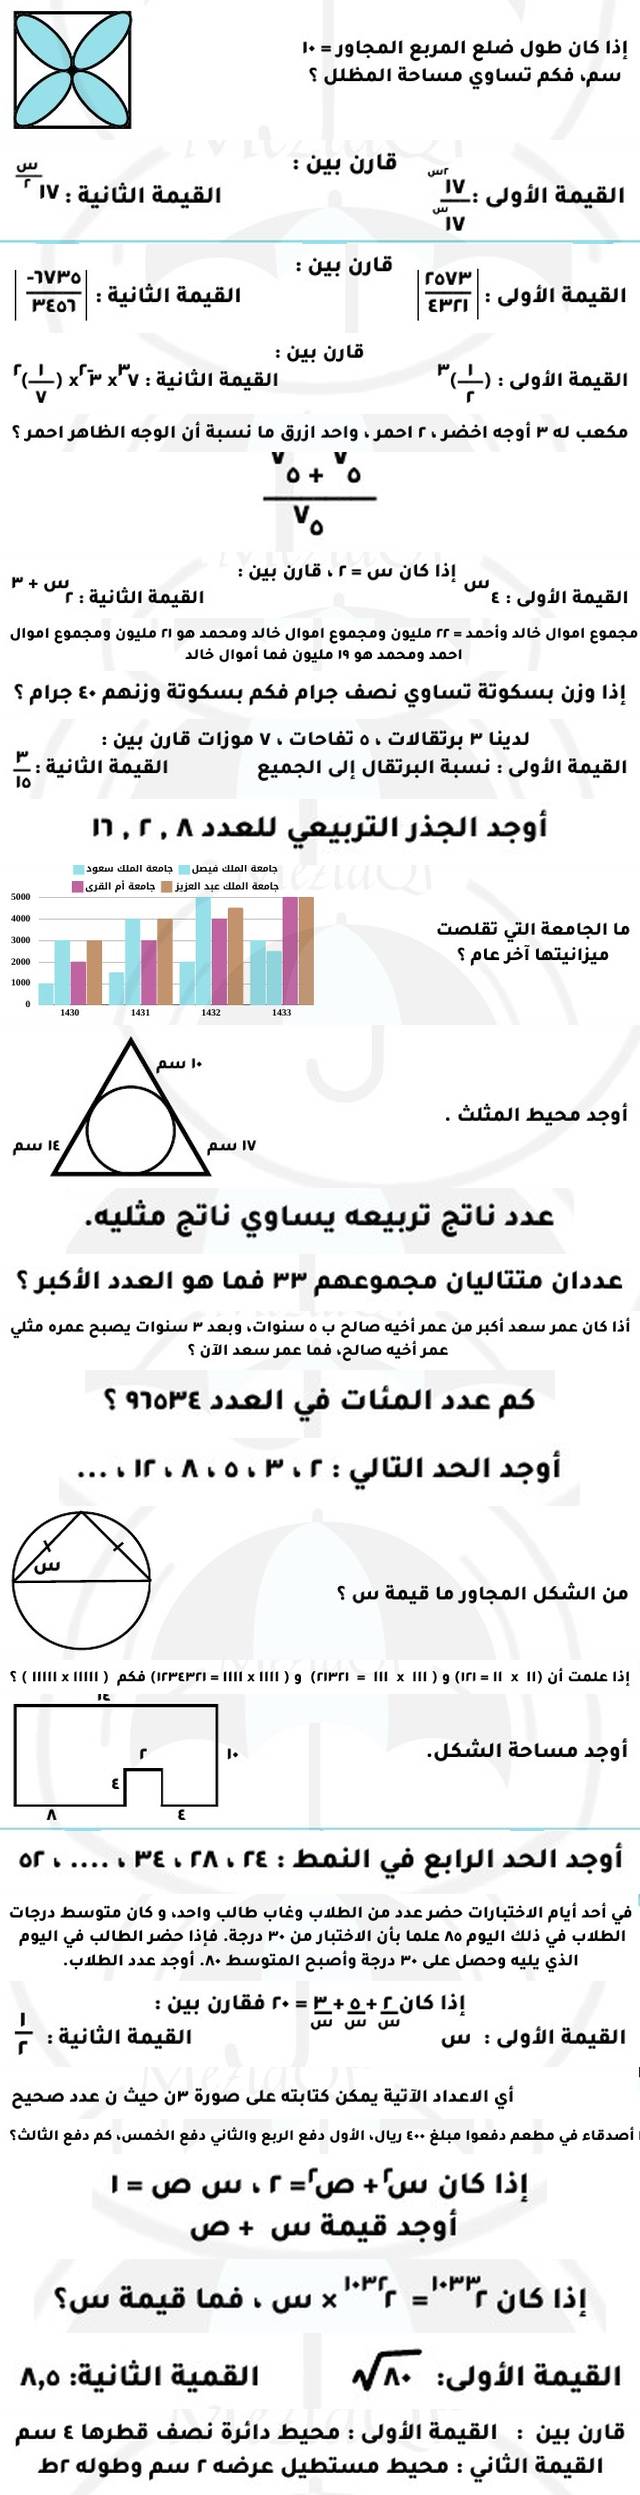 إذا كان طول ضلع المربع المجاور = ١٠
سم، فكم تساوي مساحة المظلل ؟
قارن بين :
القيمة الأولى : ١٧^٢س / ١٧^س
القيمة الثانية : ١٧^س/٢
قارن بين :
القيمة الأولى : |٢٥٧٣ / ٤٣٢١|
القيمة الثانية : |-٦٧٣٥ / ٣٤٥٦|
قارن بين :
القيمة الأولى : (١/٢)^٣
القيمة الثانية : ٧^٣ x ٣^-٢ x (١/٧)^٢
مكعب له ٣ أوجه اخضر ، ٢ احمر ، واحد ازرق ما نسبة أن الوجه الظاهر احمر ؟
٥^٧ + ٥^٧
٥^٧
إذا كان س = ٢ ، قارن بين :
القيمة الأولى : ٤^س
القيمة الثانية : ٢^س + ٣
مجموع اموال خالد وأحمد = ٢٢ مليون ومجموع اموال خالد ومحمد هو ٢١ مليون ومجموع اموال
احمد ومحمد هو ١٩ مليون فما أموال خالد
إذا وزن بسكوتة تساوي نصف جرام فكم بسكوتة وزنهم ٤٠ جرام ؟
لدينا ٣ برتقالات ، ٥ تفاحات ، ٧ موزات قارن بين :
القيمة الأولى : نسبة البرتقال إلى الجميع
القيمة الثانية : ٣/١٥
أوجد الجذر التربيعي للعدد ٨ , ٢ , ١٦
جامعة الملك فيصل جامعة الملك سعود
جامعة الملك عبد العزيز جامعة أم القرى
5000
4000
3000
2000
1000
0
1430 1431 1432 1433
ما الجامعة التي تقلصت
ميزانيتها آخر عام ؟
١٠ سم
أوجد محيط المثلث .
١٧ سم
١٤ سم
عدد ناتج تربيعه يساوي ناتج مثليه.
عددان متتاليان مجموعهم ٣٣ فما هو العدد الأكبر ؟
أذا كان عمر سعد أكبر من عمر أخيه صالح ب ٥ سنوات، وبعد ٣ سنوات يصبح عمره مثلي
عمر أخيه صالح، فما عمر سعد الآن ؟
كم عدد المئات في العدد ٩٦٥٣٤ ؟
أوجد الحد التالي : ٢ ، ٣ ، ٥ ، ٨ ، ١٢ ، ...
س
من الشكل المجاور ما قيمة س ؟
إذا علمت أن (١١ x ١١ = ١٢١) و ( ١١١ x ١١١ = ٢١٣٢١) و ( ١١١١ x ١١١١ = ١٢٣٤٣٢١) فكم ( ١١١١١ x ١١١١١ ) ؟
١٤
أوجد مساحة الشكل.
١٠
٢
٤
٤
٨
أوجد الحد الرابع في النمط : ٢٤ ، ٢٨ ، ٣٤ ، .... ، ٥٢
في أحد أيام الاختبارات حضر عدد من الطلاب وغاب طالب واحد، و كان متوسط درجات
الطلاب في ذلك اليوم ٨٥ علما بأن الاختبار من ٣٠ درجة. فإذا حضر الطالب في اليوم
الذي يليه وحصل على ٣٠ درجة وأصبح المتوسط ٨٠. أوجد عدد الطلاب.
إذا كان ٢/س + ٥/س + ٣/س = ٢٠ فقارن بين :
القيمة الأولى : س
القيمة الثانية : ١/٢
أي الاعداد الآتية يمكن كتابته على صورة ٣ن حيث ن عدد صحيح
أصدقاء في مطعم دفعوا مبلغ ٤٠٠ ريال، الأول دفع الربع والثاني دفع الخمس، كم دفع الثالث؟
إذا كان س^٢ + ص^٢ = ٢ ، س ص = ١
أوجد قيمة س + ص
إذا كان ٢^١٠٣٣ = ٢^١٠٣٢ × س ، فما قيمة س؟
القيمة الأولى: √٨٠
القمية الثانية: ٨,٥
قارن بين : القيمة الأولى : محيط دائرة نصف قطرها ٤ سم
القيمة الثاني : محيط مستطيل عرضه ٢ سم وطوله ٢ط